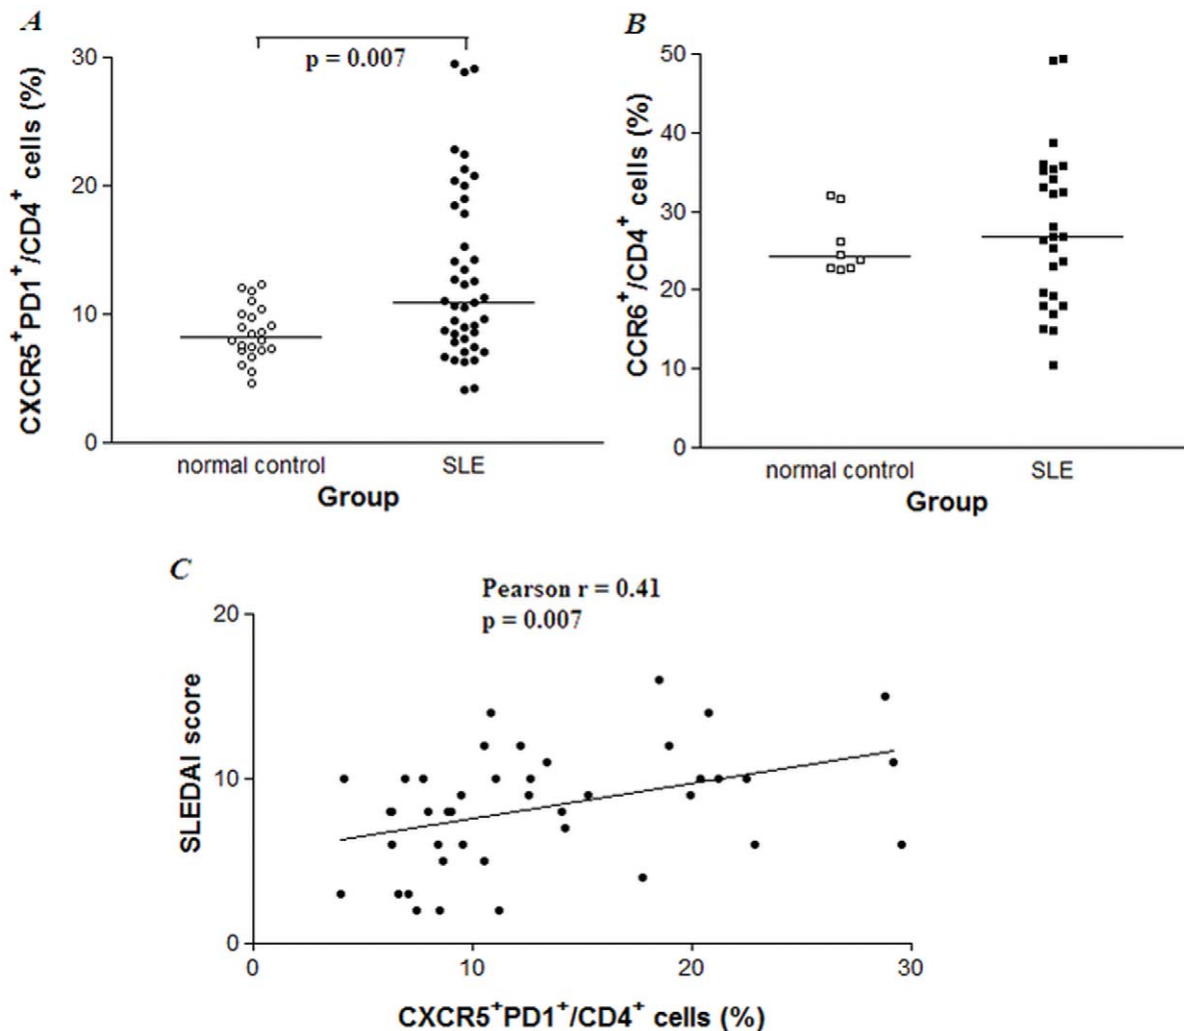 A
p = 0.007
CXCR5⁺PD1⁺/CD4⁺ cells (%)
30
20
10
0
normal control SLE
Group
B
CCR6⁺/CD4⁺ cells (%)
50
40
30
20
10
0
normal control SLE
Group
C
Pearson r = 0.41
p = 0.007
SLEDAI score
20
10
0
0 10 20 30
CXCR5⁺PD1⁺/CD4⁺ cells (%)